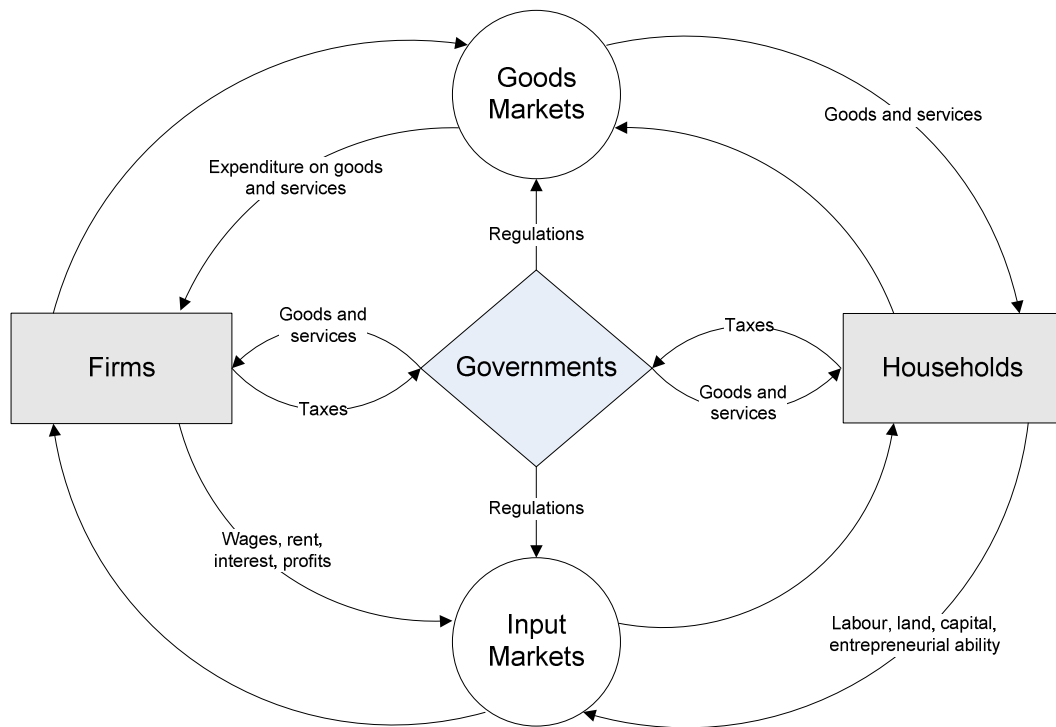 Goods
Markets
Goods and services
Expenditure on goods
and services
Regulations
Goods and
services
Taxes
Firms
Governments
Households
Taxes
Goods and
services
Regulations
Wages, rent,
interest, profits
Input
Markets
Labour, land, capital,
entrepreneurial ability